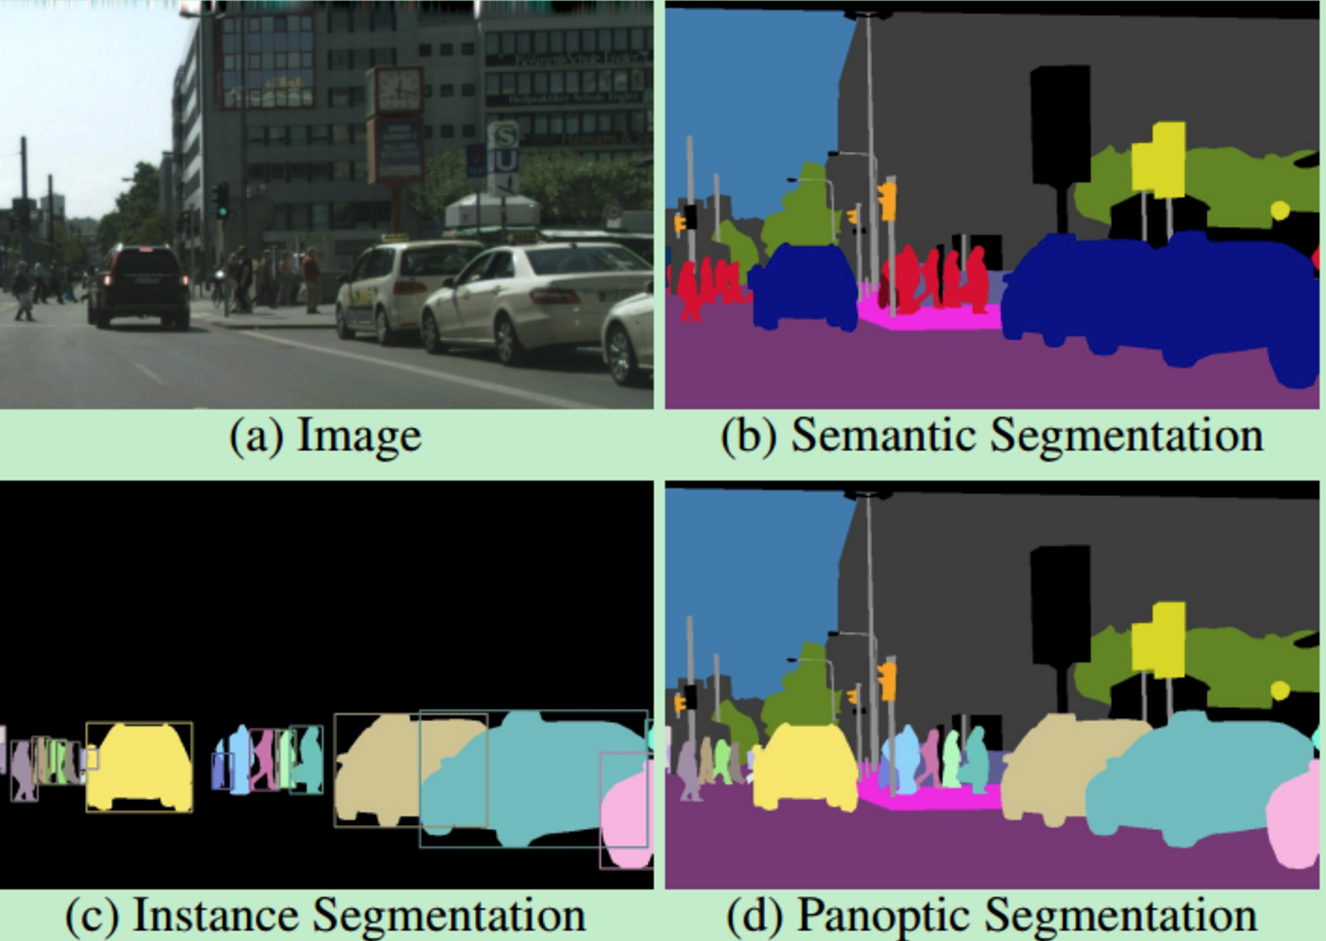 S
U
(a) Image
(b) Semantic Segmentation
(c) Instance Segmentation
(d) Panoptic Segmentation